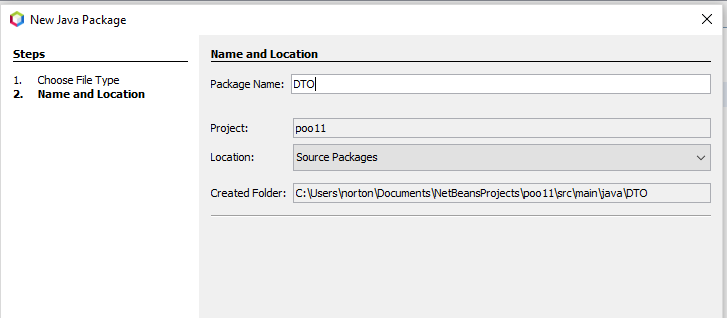 New Java Package
Steps
1. Choose File Type
2. Name and Location
Name and Location
Package Name: DTO
Project: poo11
Location: Source Packages
Created Folder: C:\Users\norton\Documents\NetBeansProjects\poo11\src\main\java\DTO